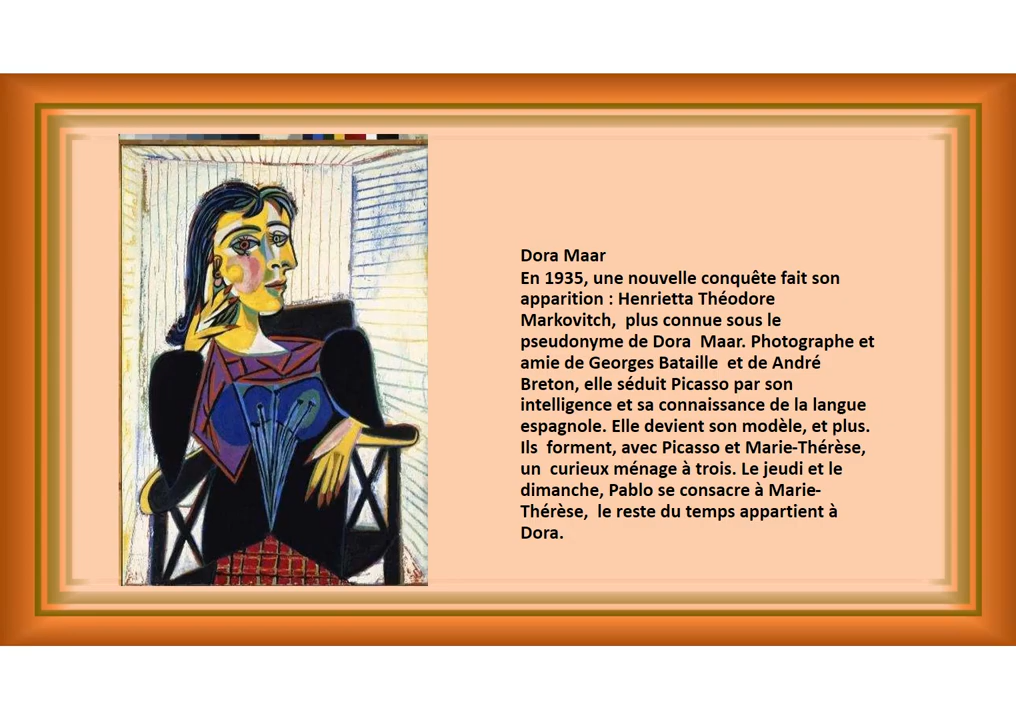 Dora Maar
En 1935, une nouvelle conquête fait son
apparition : Henrietta Théodore
Markovitch,  plus connue sous le
pseudonyme de Dora  Maar. Photographe et
amie de Georges Bataille  et de André
Breton, elle séduit Picasso par son
intelligence et sa connaissance de la langue
espagnole. Elle devient son modèle, et plus.
Ils  forment, avec Picasso et Marie-Thérèse,
un  curieux ménage à trois. Le jeudi et le
dimanche, Pablo se consacre à Marie-
Thérèse,  le reste du temps appartient à
Dora.